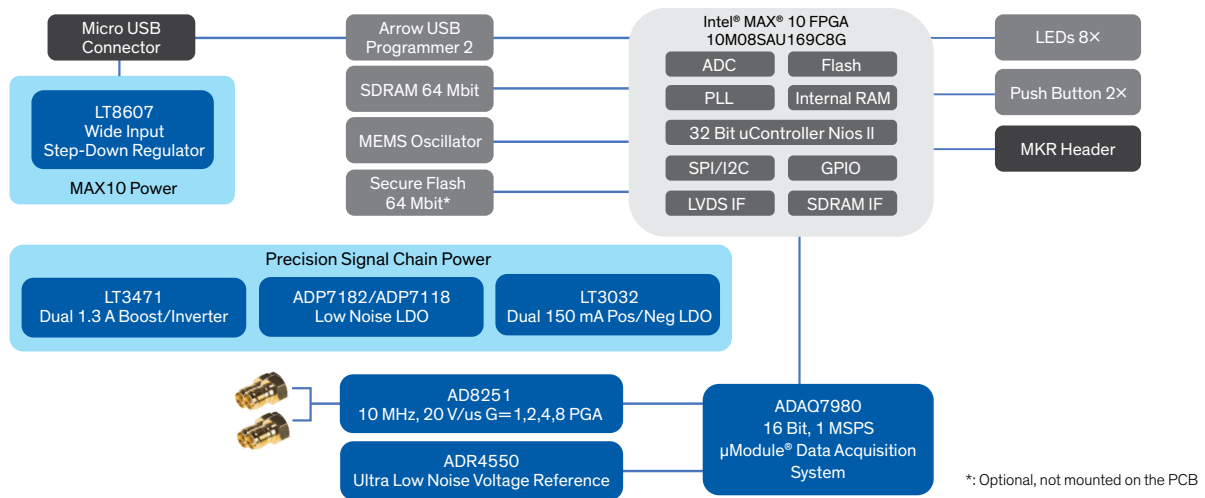 Micro USB
Connector
Arrow USB
Programmer 2
Intel® MAX® 10 FPGA
10M08SAU169C8G
LEDs 8×
ADC
Flash
LT8607
Wide Input
Step-Down Regulator
MAX10 Power
SDRAM 64 Mbit
PLL
Internal RAM
Push Button 2×
MEMS Oscillator
32 Bit uController Nios II
MKR Header
Secure Flash
64 Mbit*
SPI/I2C
GPIO
LVDS IF
SDRAM IF
Precision Signal Chain Power
LT3471
Dual 1.3 A Boost/Inverter
ADP7182/ADP7118
Low Noise LDO
LT3032
Dual 150 mA Pos/Neg LDO
AD8251
10 MHz, 20 V/us G=1,2,4,8 PGA
ADR4550
Ultra Low Noise Voltage Reference
ADAQ7980
16 Bit, 1 MSPS
µModule® Data Acquisition
System
*: Optional, not mounted on the PCB